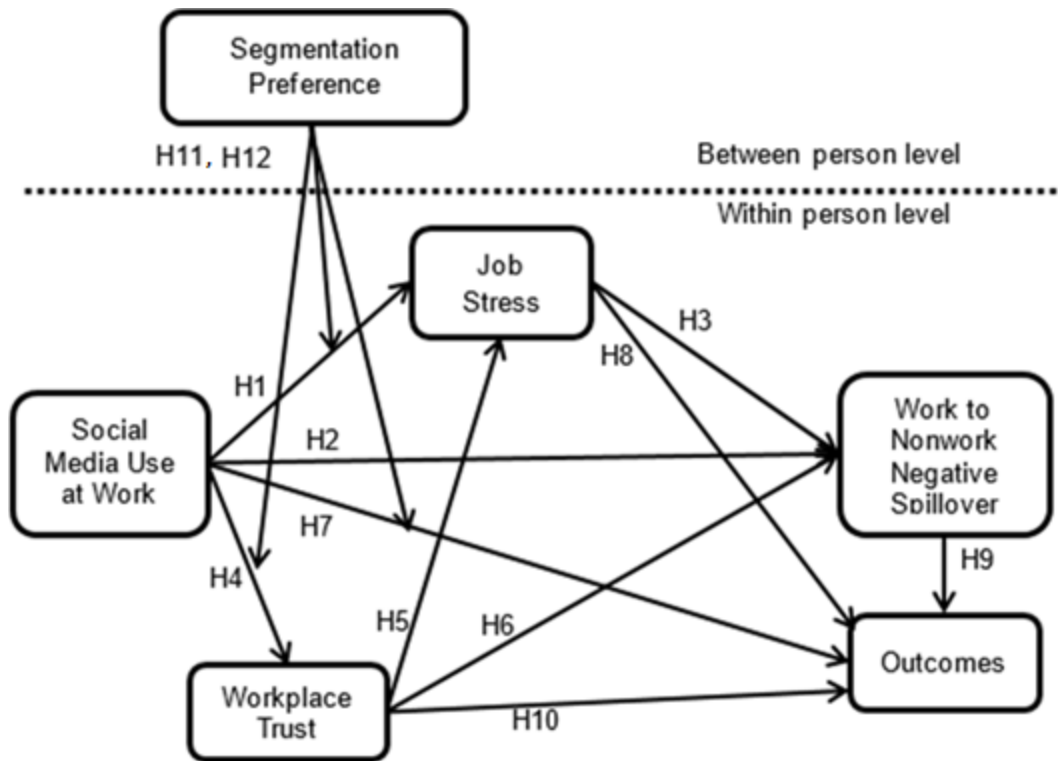 Segmentation
Preference
H11, H12
Between person level
Within person level
Job
Stress
H3
H8
H1
Social
Media Use
at Work
H2
Work to
Nonwork
Negative
Spillover
H7
H9
H4
H5
H6
Workplace
Trust
H10
Outcomes